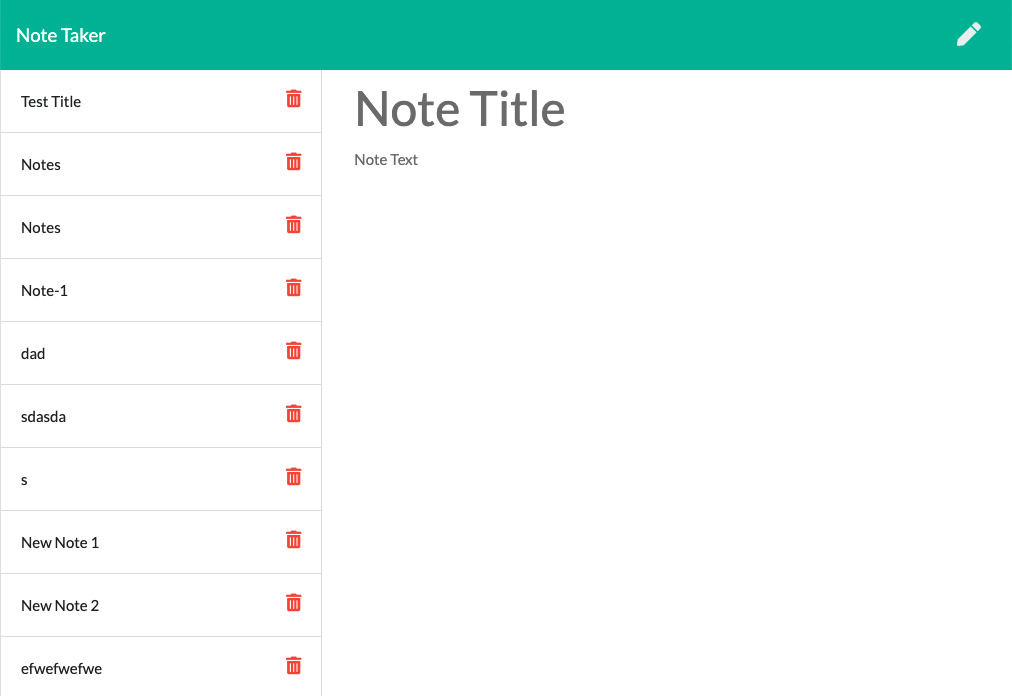 Note Taker
Test Title
Notes
Notes
Note-1
dad
sdasda
s
New Note 1
New Note 2
efwefwefwe
Note Title
Note Text